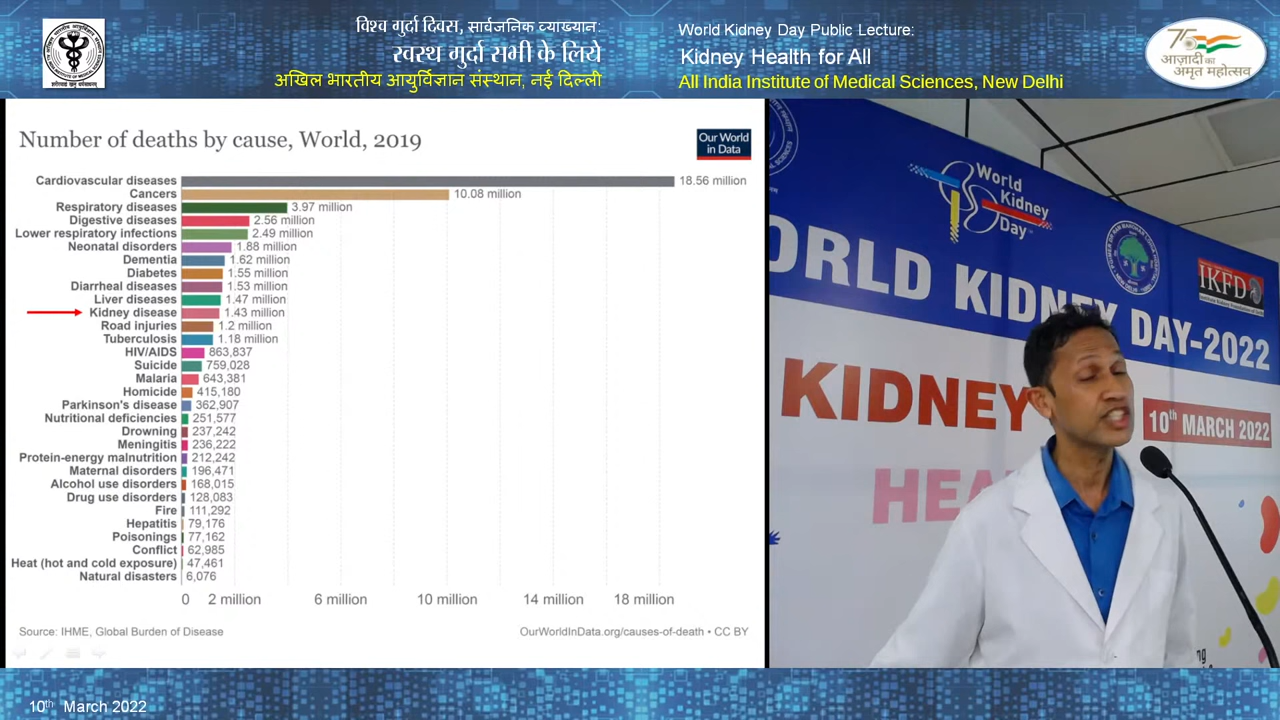 विश्व गुर्दा दिवस, सार्वजनिक व्याख्यान:
स्वस्थ गुर्दा सभी के लिये
अखिल भारतीय आयुर्विज्ञान संस्थान, नई दिल्ली
World Kidney Day Public Lecture:
Kidney Health for All
All India Institute of Medical Sciences, New Delhi
75
आज़ादी का
अमृत महोत्सव
Number of deaths by cause, World, 2019
Our World
in Data
Cardiovascular diseases 18.56 million
Cancers 10.08 million
Respiratory diseases 3.97 million
Digestive diseases 2.56 million
Lower respiratory infections 2.49 million
Neonatal disorders 1.88 million
Dementia 1.62 million
Diabetes 1.55 million
Diarrheal diseases 1.53 million
Liver diseases 1.47 million
Kidney disease 1.43 million
Road injuries 1.2 million
Tuberculosis 1.18 million
HIV/AIDS 863,837
Suicide 759,028
Malaria 643,381
Homicide 415,180
Parkinson's disease 362,907
Nutritional deficiencies 251,577
Drowning 237,242
Meningitis 236,222
Protein-energy malnutrition 212,242
Maternal disorders 196,471
Alcohol use disorders 168,015
Drug use disorders 128,083
Fire 111,292
Hepatitis 79,176
Poisonings 77,162
Conflict 62,985
Heat (hot and cold exposure) 47,461
Natural disasters 6,076
0 2 million 6 million 10 million 14 million 18 million
Source: IHME, Global Burden of Disease
OurWorldInData.org/causes-of-death • CC BY
World
Kidney
Day
IKFD
ORLD KIDNEY DAY-2022
KIDNEY
10th MARCH 2022
HEA
10th March 2022